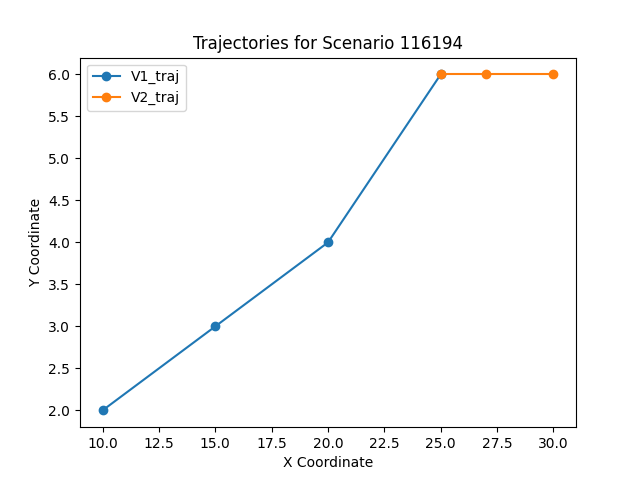 Trajectories for Scenario 116194
V1_traj
V2_traj
6.0
5.5
5.0
4.5
4.0
3.5
3.0
2.5
2.0
Y Coordinate
10.0 12.5 15.0 17.5 20.0 22.5 25.0 27.5 30.0
X Coordinate